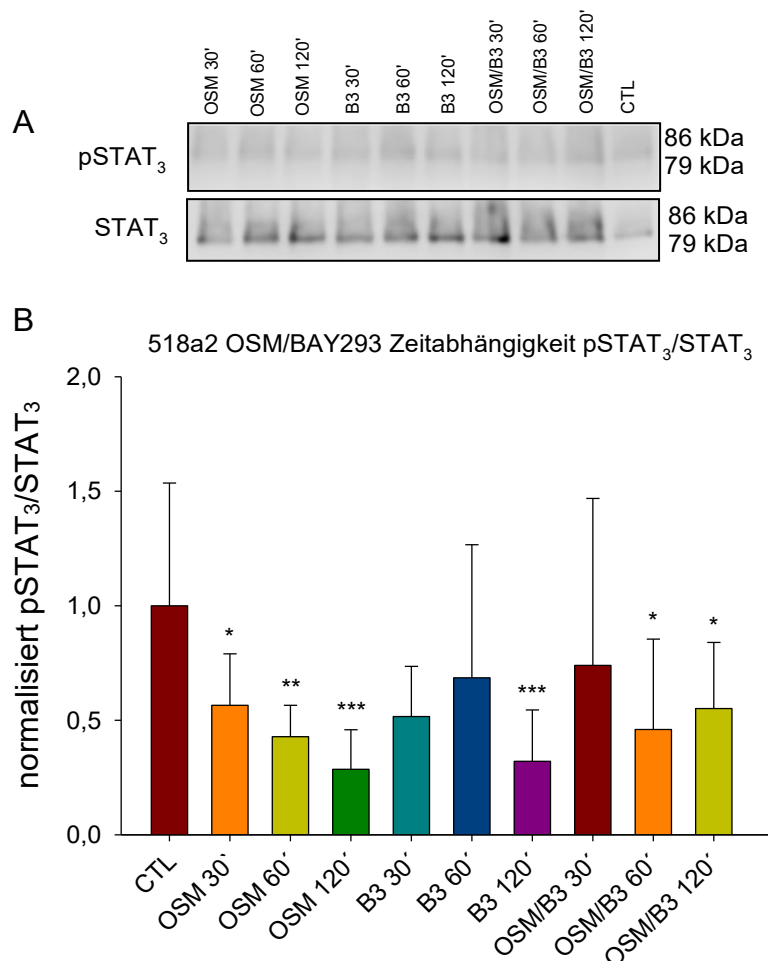 OSM 30'
OSM 60'
OSM 120'
B3 30'
B3 60'
B3 120'
OSM/B3 30'
OSM/B3 60'
OSM/B3 120'
CTL
A
pSTAT₃
86 kDa
79 kDa
STAT₃
86 kDa
79 kDa
B
518a2 OSM/BAY293 Zeitabhängigkeit pSTAT₃/STAT₃
normalisiert pSTAT₃/STAT₃
2,0
1,5
1,0
0,5
0,0
*
**
***
***
*
*
CTL
OSM 30´
OSM 60´
OSM 120´
B3 30´
B3 60´
B3 120´
OSM/B3 30´
OSM/B3 60´
OSM/B3 120´